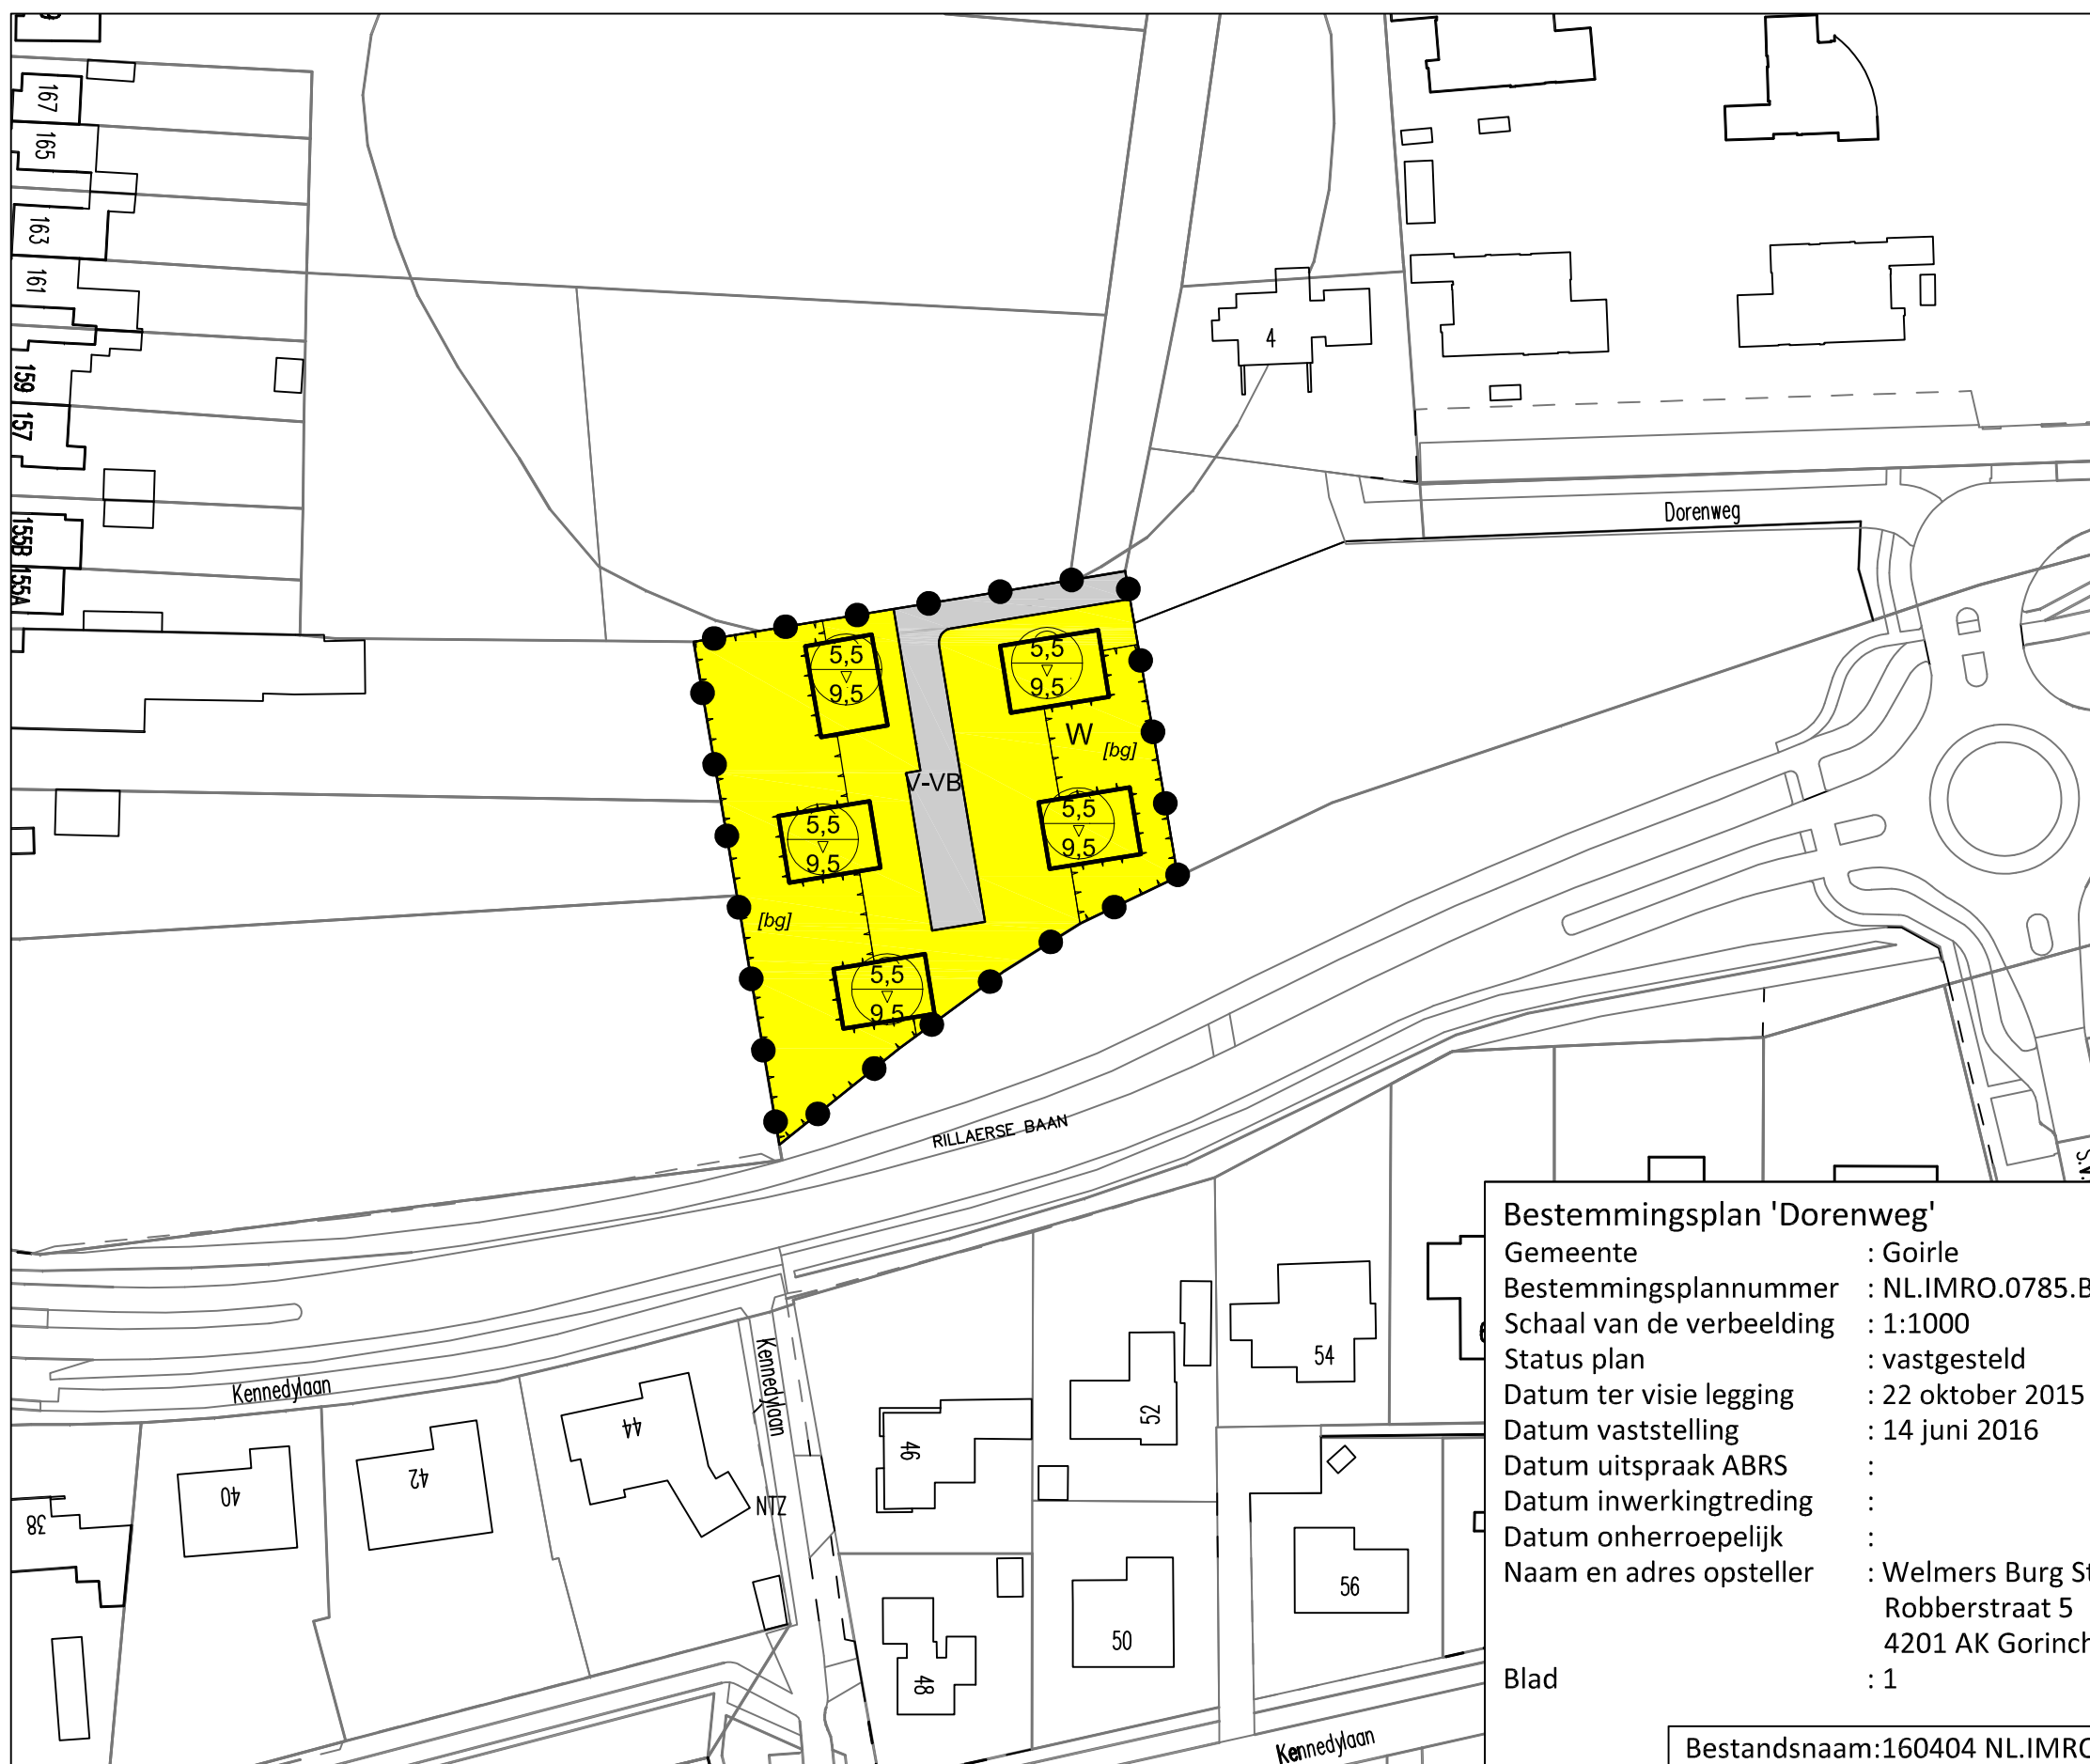 167
165
163
161
159
157
155B
155A
4
Dorenweg
5,5
9,5
5,5
9,5
W
[bg]
V-VB
5,5
9,5
5,5
9,5
[bg]
5,5
9,5
RILLAERSE BAAN
Kennedylaan
Kennedylaan
38
40
42
44
NTZ
46
48
50
52
54
56
Kennedylaan
Bestemmingsplan 'Dorenweg'
Gemeente : Goirle
Bestemmingsplannummer : NL.IMRO.0785.B
Schaal van de verbeelding : 1:1000
Status plan : vastgesteld
Datum ter visie legging : 22 oktober 2015
Datum vaststelling : 14 juni 2016
Datum uitspraak ABRS :
Datum inwerkingtreding :
Datum onherroepelijk :
Naam en adres opsteller : Welmers Burg St
Robberstraat 5
4201 AK Gorinch
Blad : 1
Bestandsnaam:160404 NL.IMRO